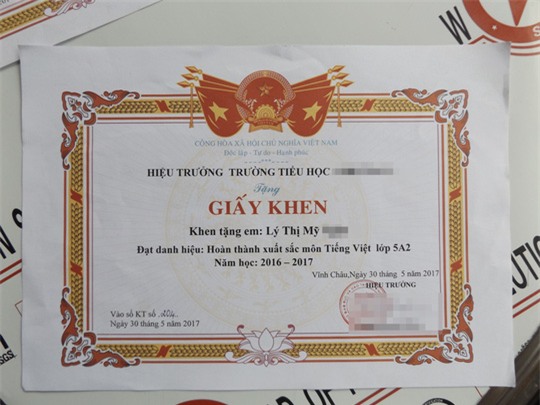 CỘNG HÒA XÃ HỘI CHỦ NGHĨA VIỆT NAM
Độc lập - Tự do - Hạnh phúc
HIỆU TRƯỞNG TRƯỜNG TIỂU HỌC
Tặng
GIẤY KHEN
Khen tặng em: Lý Thị Mỹ
Đạt danh hiệu: Hoàn thành xuất sắc môn Tiếng Việt lớp 5A2
Năm học: 2016 – 2017
Vĩnh Châu,Ngày 30 tháng 5 năm 2017
HIỆU TRƯỞNG
Vào sổ KT số
Ngày 30 tháng 5 năm 2017